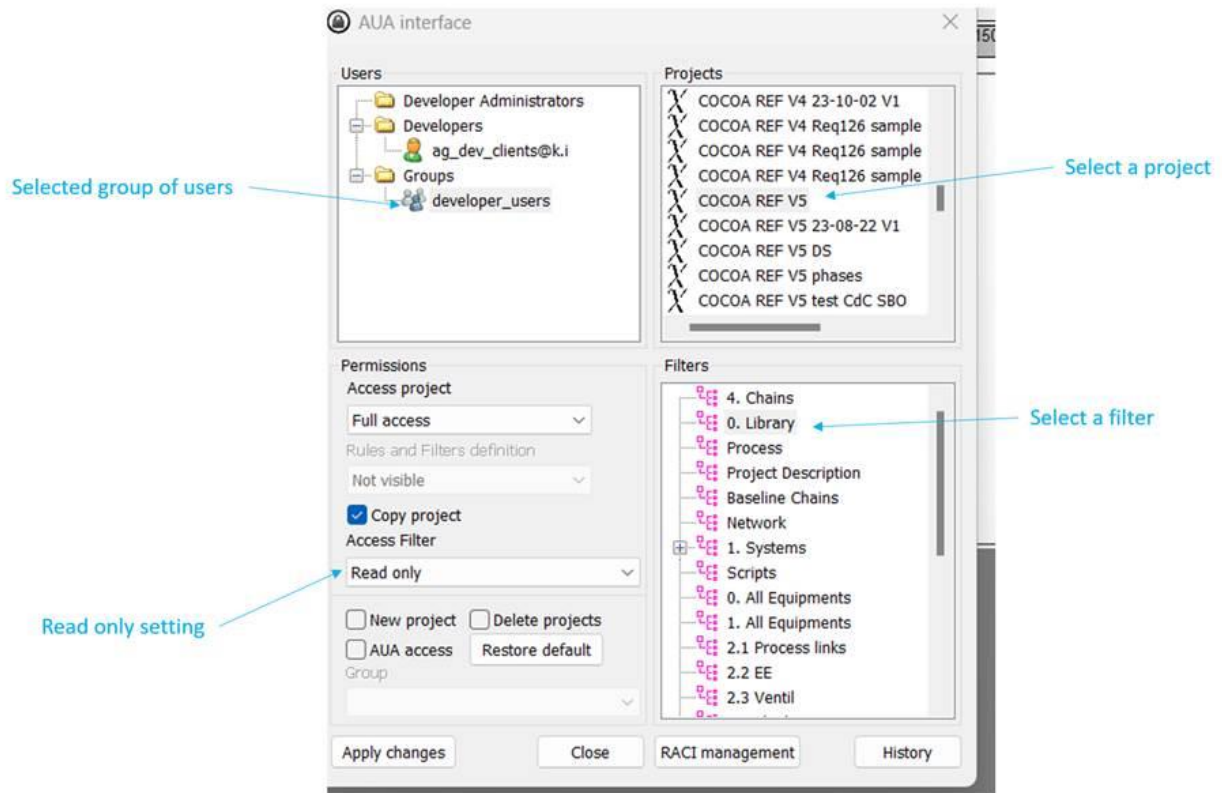 AUA interface
150
Users
Developer Administrators
Developers
ag_dev_clients@k.i
Groups
developer_users
Selected group of users
Projects
COCOA REF V4 23-10-02 V1
COCOA REF V4 Req126 sample
COCOA REF V4 Req126 sample
COCOA REF V4 Req126 sample
COCOA REF V5
COCOA REF V5 23-08-22 V1
COCOA REF V5 DS
COCOA REF V5 phases
COCOA REF V5 test CdC SBO
Select a project
Permissions
Access project
Full access
Rules and Filters definition
Not visible
Copy project
Access Filter
Read only
Read only setting
New project
Delete projects
AUA access
Restore default
Group
Filters
4. Chains
0. Library
Process
Project Description
Baseline Chains
Network
1. Systems
Scripts
0. All Equipments
1. All Equipments
2.1 Process links
2.2 EE
2.3 Ventil
Select a filter
Apply changes
Close
RACI management
History